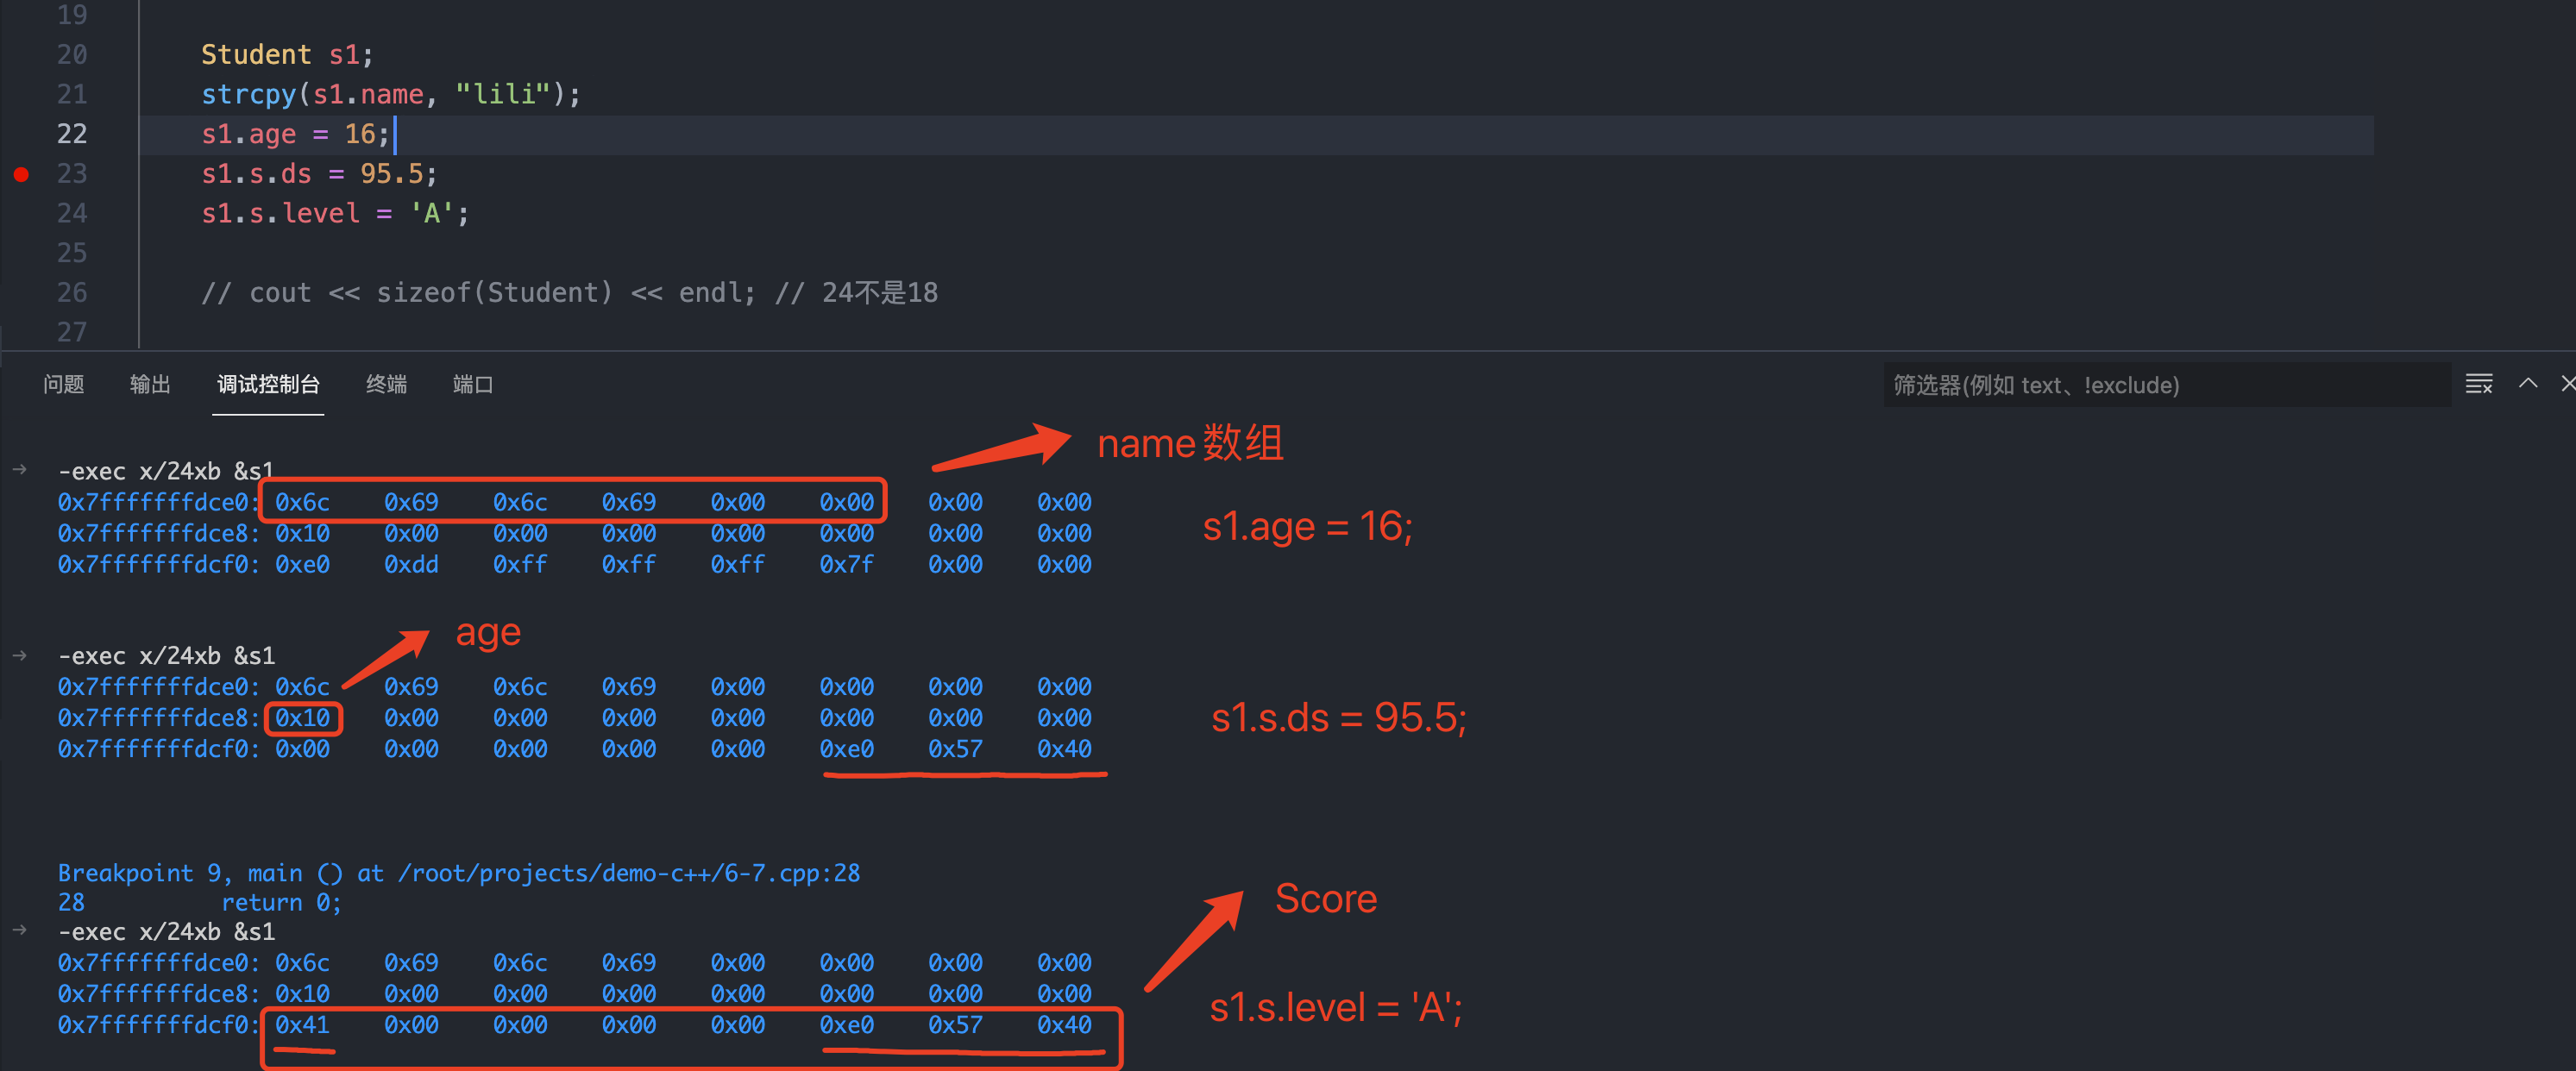 19
20 Student s1;
21 strcpy(s1.name, "lili");
22 s1.age = 16;
23 s1.s.ds = 95.5;
24 s1.s.level = 'A';
25
26 // cout << sizeof(Student) << endl; // 24不是18
27
问题 输出 调试控制台 终端 端口 筛选器(例如 text、!exclude)
name数组
-exec x/24xb &s1
0x7fffffffdce0: 0x6c 0x69 0x6c 0x69 0x00 0x00 0x00 0x00
0x7fffffffdce8: 0x10 0x00 0x00 0x00 0x00 0x00 0x00 0x00
s1.age = 16;
0x7fffffffdcf0: 0xe0 0xdd 0xff 0xff 0xff 0x7f 0x00 0x00
age
-exec x/24xb &s1
0x7fffffffdce0: 0x6c 0x69 0x6c 0x69 0x00 0x00 0x00 0x00
0x7fffffffdce8: 0x10 0x00 0x00 0x00 0x00 0x00 0x00 0x00
s1.s.ds = 95.5;
0x7fffffffdcf0: 0x00 0x00 0x00 0x00 0x00 0xe0 0x57 0x40
Breakpoint 9, main () at /root/projects/demo-c++/6-7.cpp:28
28 return 0;
Score
-exec x/24xb &s1
0x7fffffffdce0: 0x6c 0x69 0x6c 0x69 0x00 0x00 0x00 0x00
0x7fffffffdce8: 0x10 0x00 0x00 0x00 0x00 0x00 0x00 0x00
s1.s.level = 'A';
0x7fffffffdcf0: 0x41 0x00 0x00 0x00 0x00 0xe0 0x57 0x40